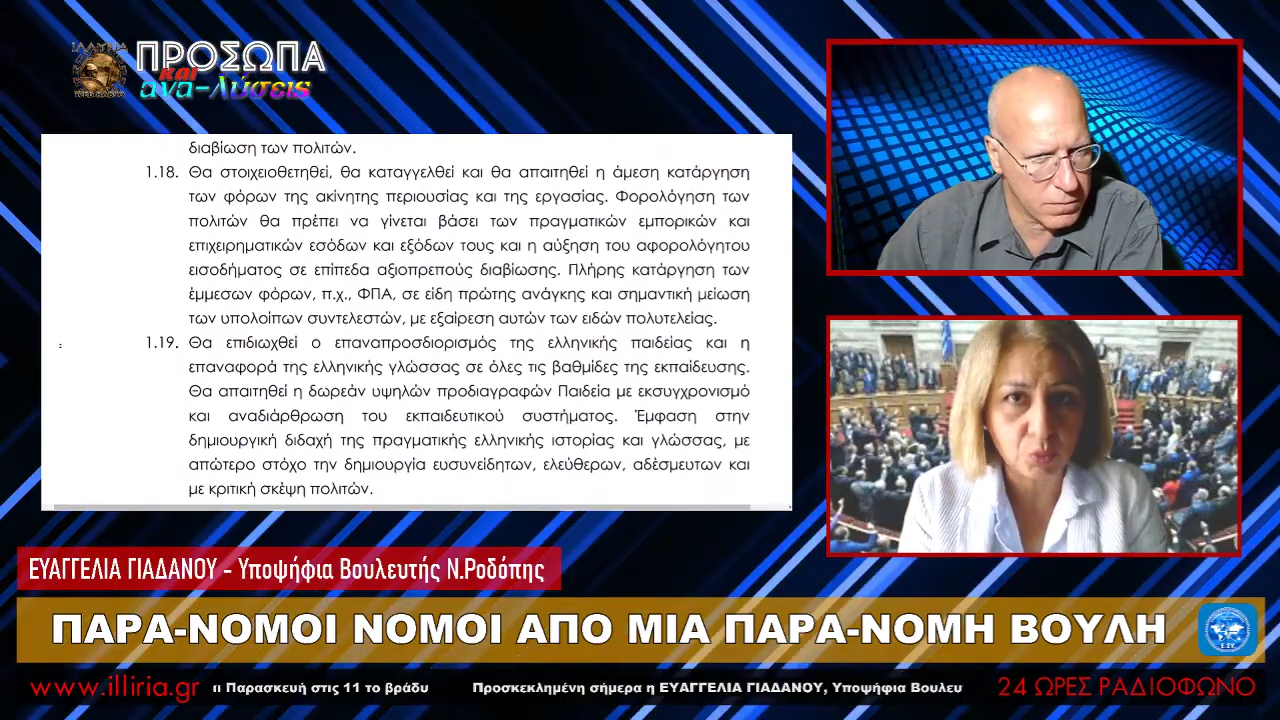 ΠΡΟΣΩΠΑ
και
ανα-λύσεις
διαβίωση των πολιτών.
1.18. Θα στοιχειοθετηθεί, θα καταγγελθεί και θα απαιτηθεί η άμεση κατάργηση
των φόρων της ακίνητης περιουσίας και της εργασίας. Φορολόγηση των
πολιτών θα πρέπει να γίνεται βάσει των πραγματικών εμπορικών και
επιχειρηματικών εσόδων και εξόδων τους και η αύξηση του αφορολόγητου
εισοδήματος σε επίπεδα αξιοπρεπούς διαβίωσης. Πλήρης κατάργηση των
έμμεσων φόρων, π.χ., ΦΠΑ, σε είδη πρώτης ανάγκης και σημαντική μείωση
των υπολοίπων συντελεστών, με εξαίρεση αυτών των ειδών πολυτελείας.
1.19. Θα επιδιωχθεί ο επαναπροσδιορισμός της ελληνικής παιδείας και η
επαναφορά της ελληνικής γλώσσας σε όλες τις βαθμίδες της εκπαίδευσης.
Θα απαιτηθεί η δωρεάν υψηλών προδιαγραφών Παιδεία με εκσυγχρονισμό
και αναδιάρθρωση του εκπαιδευτικού συστήματος. Έμφαση στην
δημιουργική διδαχή της πραγματικής ελληνικής ιστορίας και γλώσσας, με
απώτερο στόχο την δημιουργία ευσυνείδητων, ελεύθερων, αδέσμευτων και
με κριτική σκέψη πολιτών.
ΕΥΑΓΓΕΛΙΑ ΓΙΑΔΑΝΟΥ - Υποψήφια Βουλευτής Ν.Ροδόπης
ΠΑΡΑ-ΝΟΜΟΙ ΝΟΜΟΙ ΑΠΟ ΜΙΑ ΠΑΡΑ-ΝΟΜΗ ΒΟΥΛΗ
Ε.ΣΥ.
www.illiria.gr
Παρασκευή στις 11 το βράδυ Προσκεκλημένη σήμερα η ΕΥΑΓΓΕΛΙΑ ΓΙΑΔΑΝΟΥ, Υποψήφια Βουλευ
24 ΩΡΕΣ ΡΑΔΙΟΦΩΝΟ